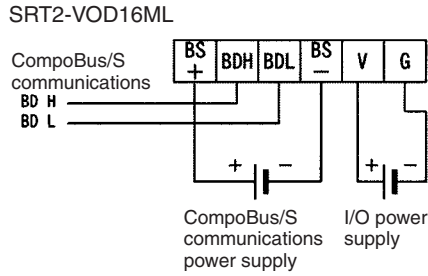 SRT2-VOD16ML
CompoBus/S
communications
BD H
BD L
BS + BDH BDL BS − V G
+ − + −
CompoBus/S
communications
power supply
I/O power
supply